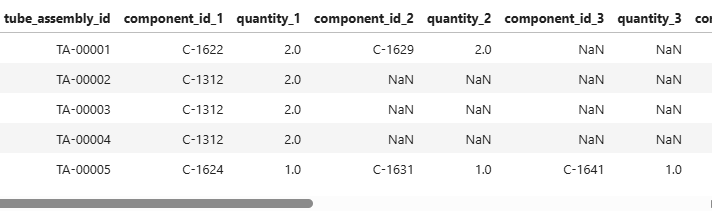 tube_assembly_id component_id_1 quantity_1 component_id_2 quantity_2 component_id_3 quantity_3
TA-00001 C-1622 2.0 C-1629 2.0 NaN NaN
TA-00002 C-1312 2.0 NaN NaN NaN NaN
TA-00003 C-1312 2.0 NaN NaN NaN NaN
TA-00004 C-1312 2.0 NaN NaN NaN NaN
TA-00005 C-1624 1.0 C-1631 1.0 C-1641 1.0